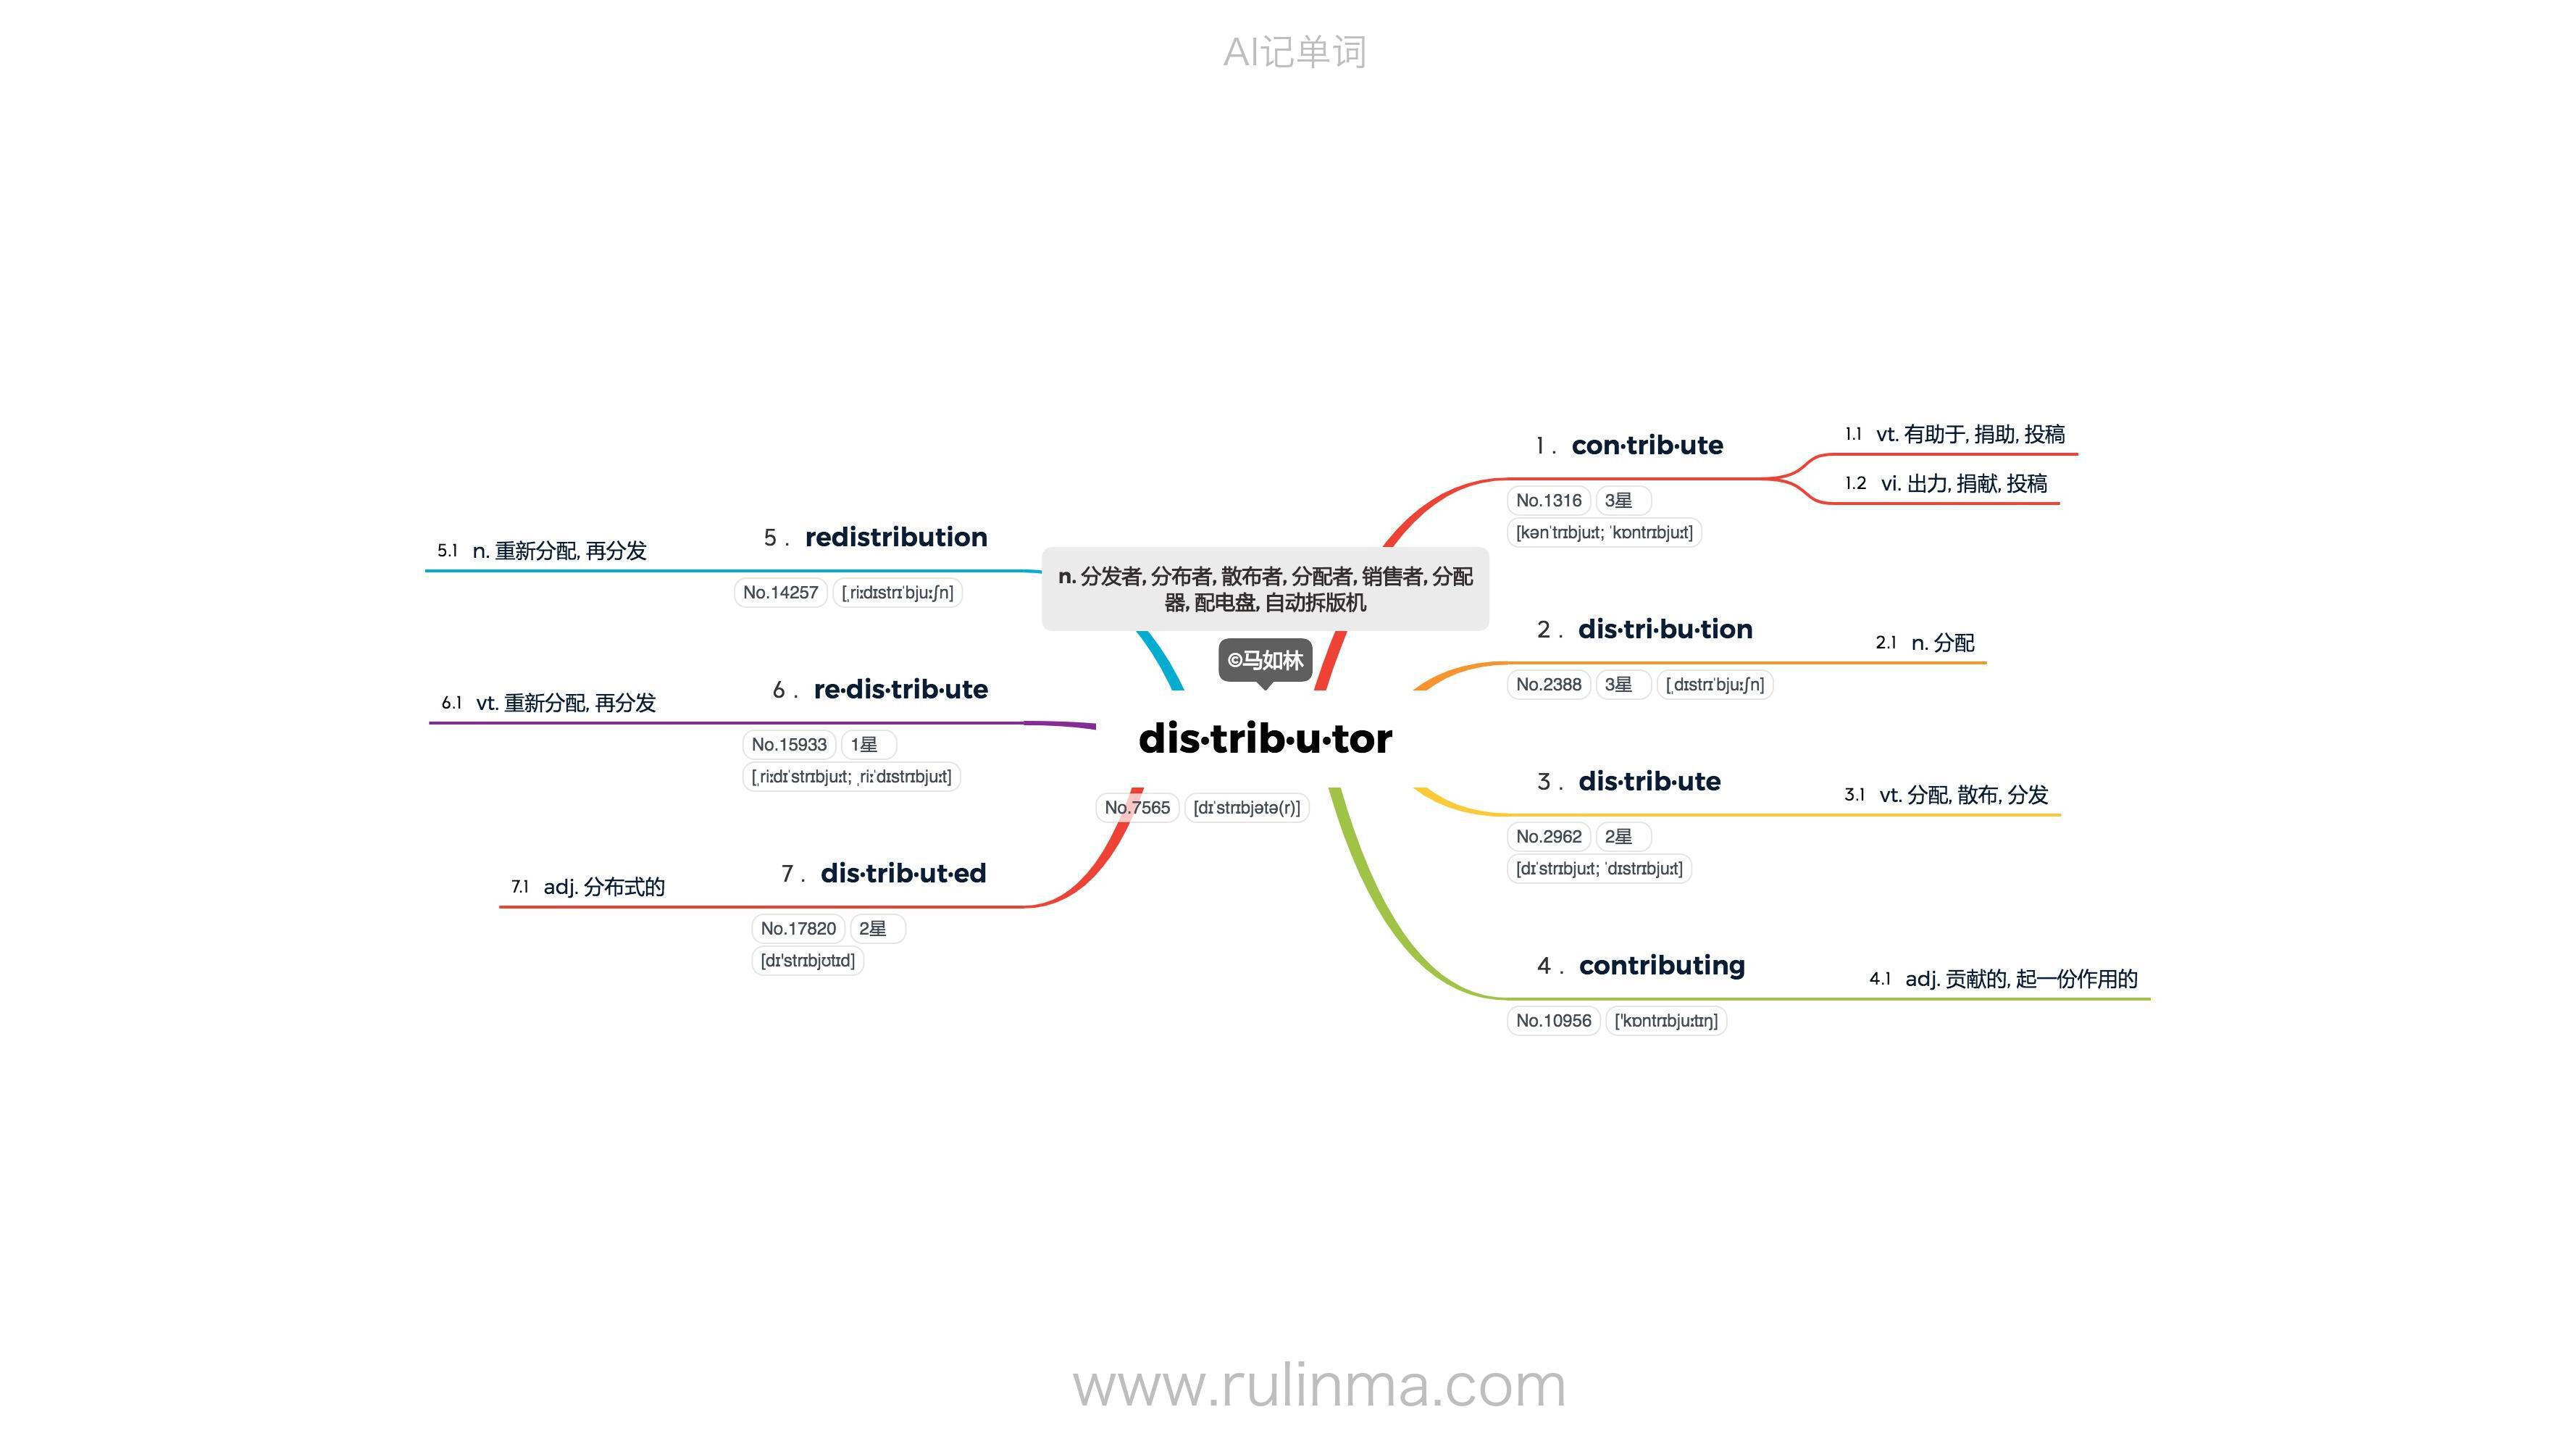 AI记单词
n. 分发者, 分布者, 散布者, 分配者, 销售者, 分配
器, 配电盘, 自动拆版机
©马如林
dis·trib·u·tor
No.7565 [dɪˈstrɪbjətə(r)]
1 . con·trib·ute
No.1316 3星
[kənˈtrɪbjuːt; ˈkɒntrɪbjuːt]
1.1 vt. 有助于, 捐助, 投稿
1.2 vi. 出力, 捐献, 投稿
2 . dis·tri·bu·tion
No.2388 3星 [ˌdɪstrɪˈbjuːʃn]
2.1 n. 分配
3 . dis·trib·ute
No.2962 2星
[dɪˈstrɪbjuːt; ˈdɪstrɪbjuːt]
3.1 vt. 分配, 散布, 分发
4 . contributing
No.10956 ['kɒntrɪbjuːtɪŋ]
4.1 adj. 贡献的, 起一份作用的
5 . redistribution
No.14257 [ˌriːdɪstrɪˈbjuːʃn]
5.1 n. 重新分配, 再分发
6 . re·dis·trib·ute
No.15933 1星
[ˌriːdɪˈstrɪbjuːt; ˌriːˈdɪstrɪbjuːt]
6.1 vt. 重新分配, 再分发
7 . dis·trib·ut·ed
No.17820 2星
[dɪ'strɪbjʊtɪd]
7.1 adj. 分布式的
www.rulinma.com